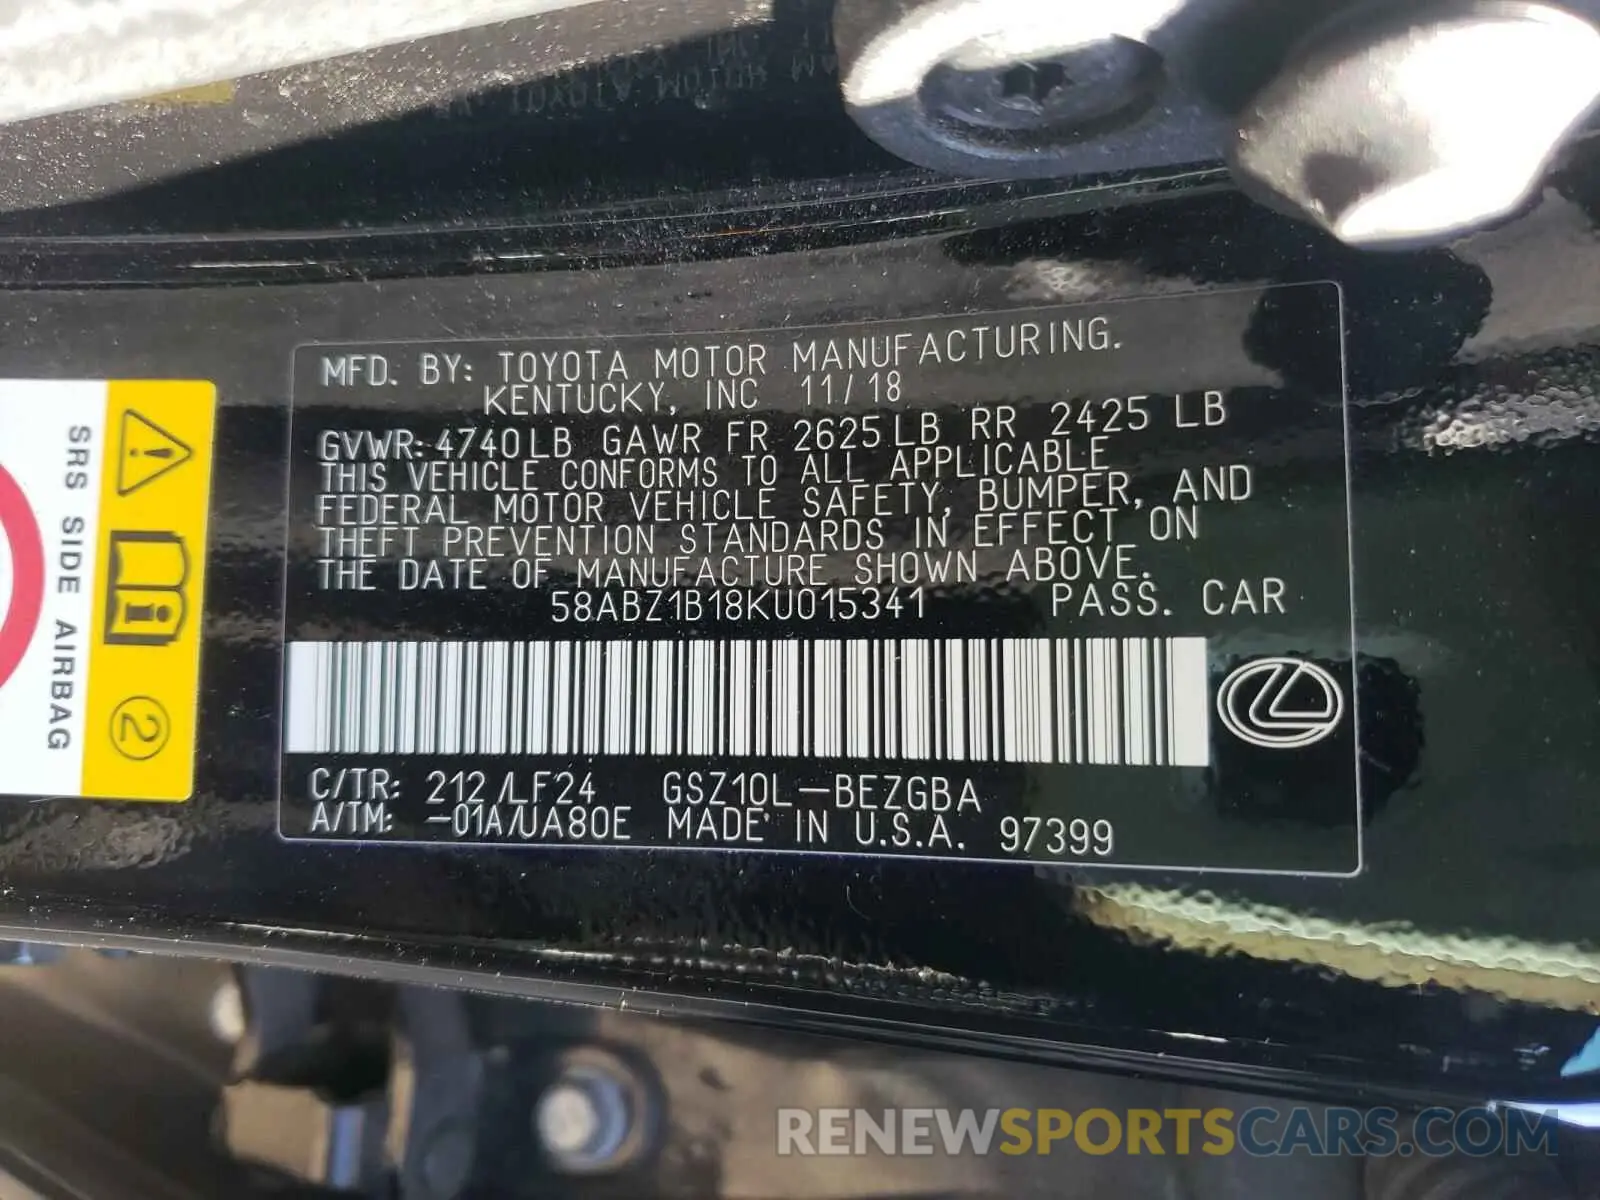 MFD. BY: TOYOTA MOTOR MANUFACTURING.
KENTUCKY, INC 11/18
GVWR: 4740LB GAWR FR 2625LB RR 2425 LB
THIS VEHICLE CONFORMS TO ALL APPLICABLE
FEDERAL MOTOR VEHICLE SAFETY, BUMPER, AND
THEFT PREVENTION STANDARDS IN EFFECT ON
THE DATE OF MANUFACTURE SHOWN ABOVE.
58ABZ1B18KU015341 PASS. CAR
C/TR: 212/LF24 GSZ10L-BEZGBA
A/TM: -01A/UA80E MADE IN U.S.A. 97399
SRS SIDE AIRBAG
2
RENEWSPORTSCARS.COM